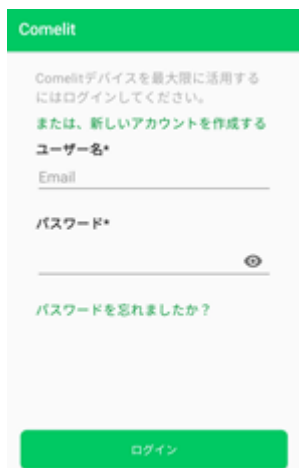 Comelit
Comelitデバイスを最大限に活用する
にはログインしてください。
または、新しいアカウントを作成する
ユーザー名*
Email
パスワード*
パスワードを忘れましたか？
ログイン